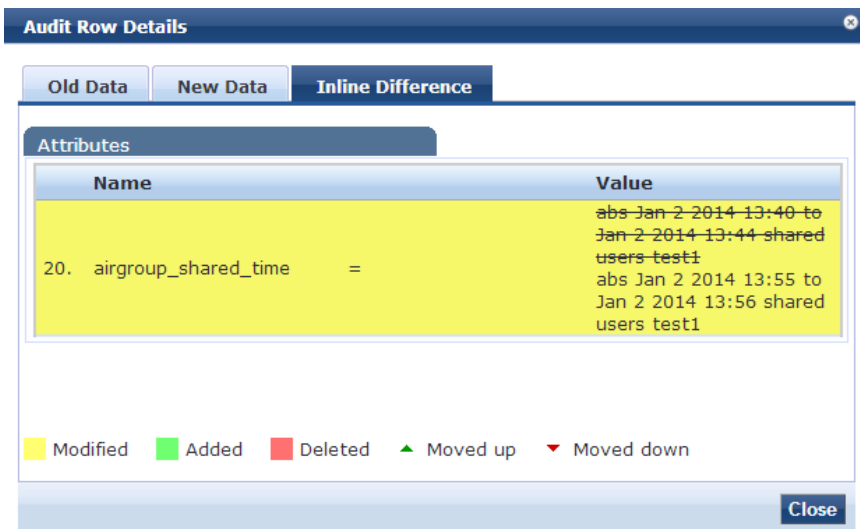 Audit Row Details
Old Data New Data Inline Difference
Attributes
Name Value
abs Jan 2 2014 13:40 to
Jan 2 2014 13:44 shared
users test1
20. airgroup_shared_time =
abs Jan 2 2014 13:55 to
Jan 2 2014 13:56 shared
users test1
Modified Added Deleted Moved up Moved down
Close